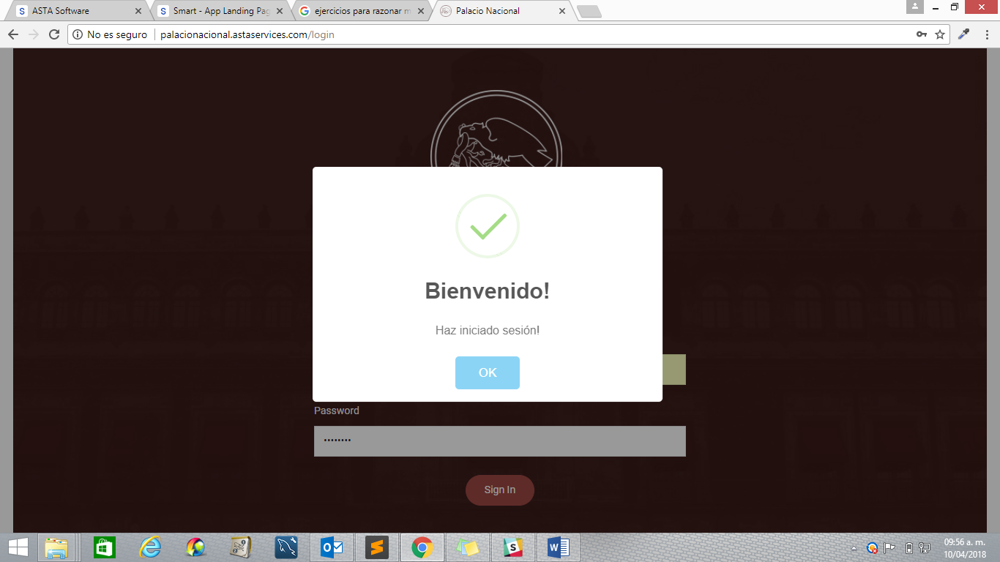 ASTA Software
Smart - App Landing Pag
ejercicios para razonar m
Palacio Nacional
No es seguro
palacionacional.astaservices.com/login
Bienvenido!
Haz iniciado sesión!
OK
Password
••••••••
Sign In
09:56 a. m.
10/04/2018